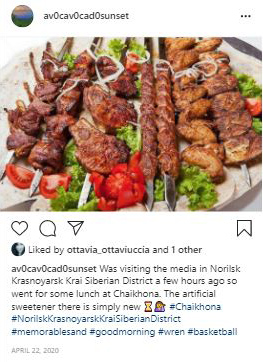 av0cav0cad0sunset
Liked by ottavia_ottaviuccia and 1 other
av0cav0cad0sunset Was visiting the media in Norilsk
Krasnoyarsk Krai Siberian District a few hours ago so
went for some lunch at Chaikhona. The artificial
sweetener there is simply new ⏳🤷 #Chaikhona
#NorilskKrasnoyarskKraiSiberianDistrict
#memorablesand #goodmorning #wren #basketball
APRIL 22, 2020